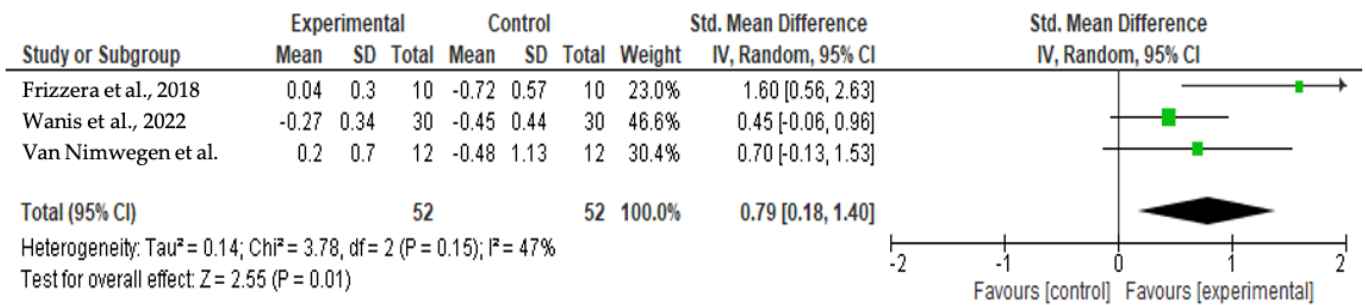 Experimental Control Std. Mean Difference Std. Mean Difference
Study or Subgroup Mean SD Total Mean SD Total Weight IV, Random, 95% CI IV, Random, 95% CI
Frizzera et al., 2018 0.04 0.3 10 -0.72 0.57 10 23.0% 1.60 [0.56, 2.63]
Wanis et al., 2022 -0.27 0.34 30 -0.45 0.44 30 46.6% 0.45 [-0.06, 0.96]
Van Nimwegen et al. 0.2 0.7 12 -0.48 1.13 12 30.4% 0.70 [-0.13, 1.53]
Total (95% CI) 52 52 100.0% 0.79 [0.18, 1.40]
Heterogeneity: Tau² = 0.14; Chi² = 3.78, df = 2 (P = 0.15); I² = 47%
Test for overall effect: Z = 2.55 (P = 0.01)
-2 -1 0 1 2
Favours [control] Favours [experimental]